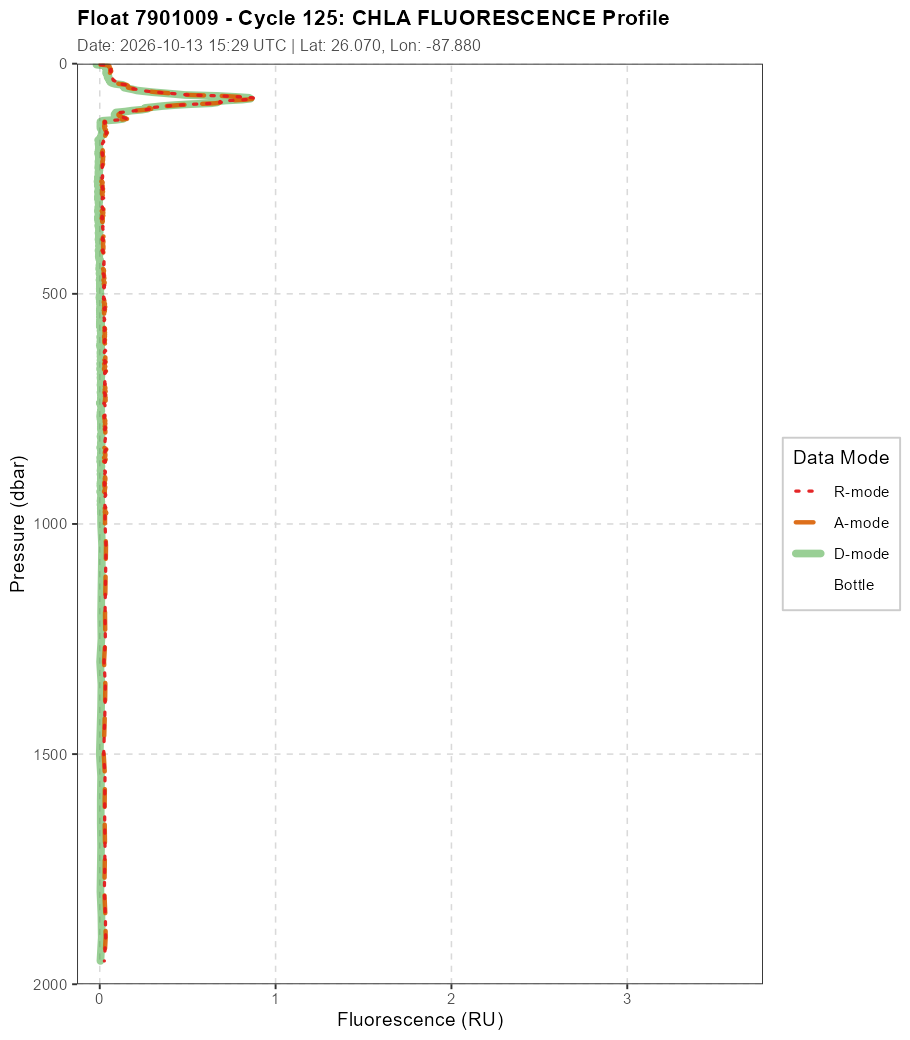 Float 7901009 - Cycle 125: CHLA FLUORESCENCE Profile
Date: 2026-10-13 15:29 UTC | Lat: 26.070, Lon: -87.880
0
500
1000
1500
2000
Pressure (dbar)
0 1 2 3
Fluorescence (RU)
Data Mode
R-mode
A-mode
D-mode
Bottle